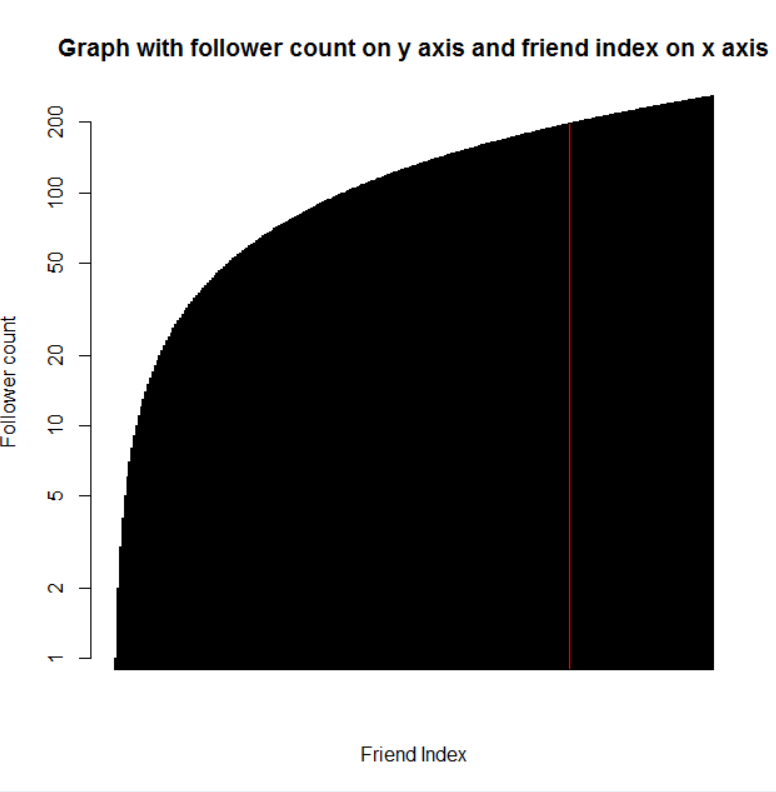 Graph with follower count on y axis and friend index on x axis
200
100
50
20
10
5
2
1
Follower count
Friend Index